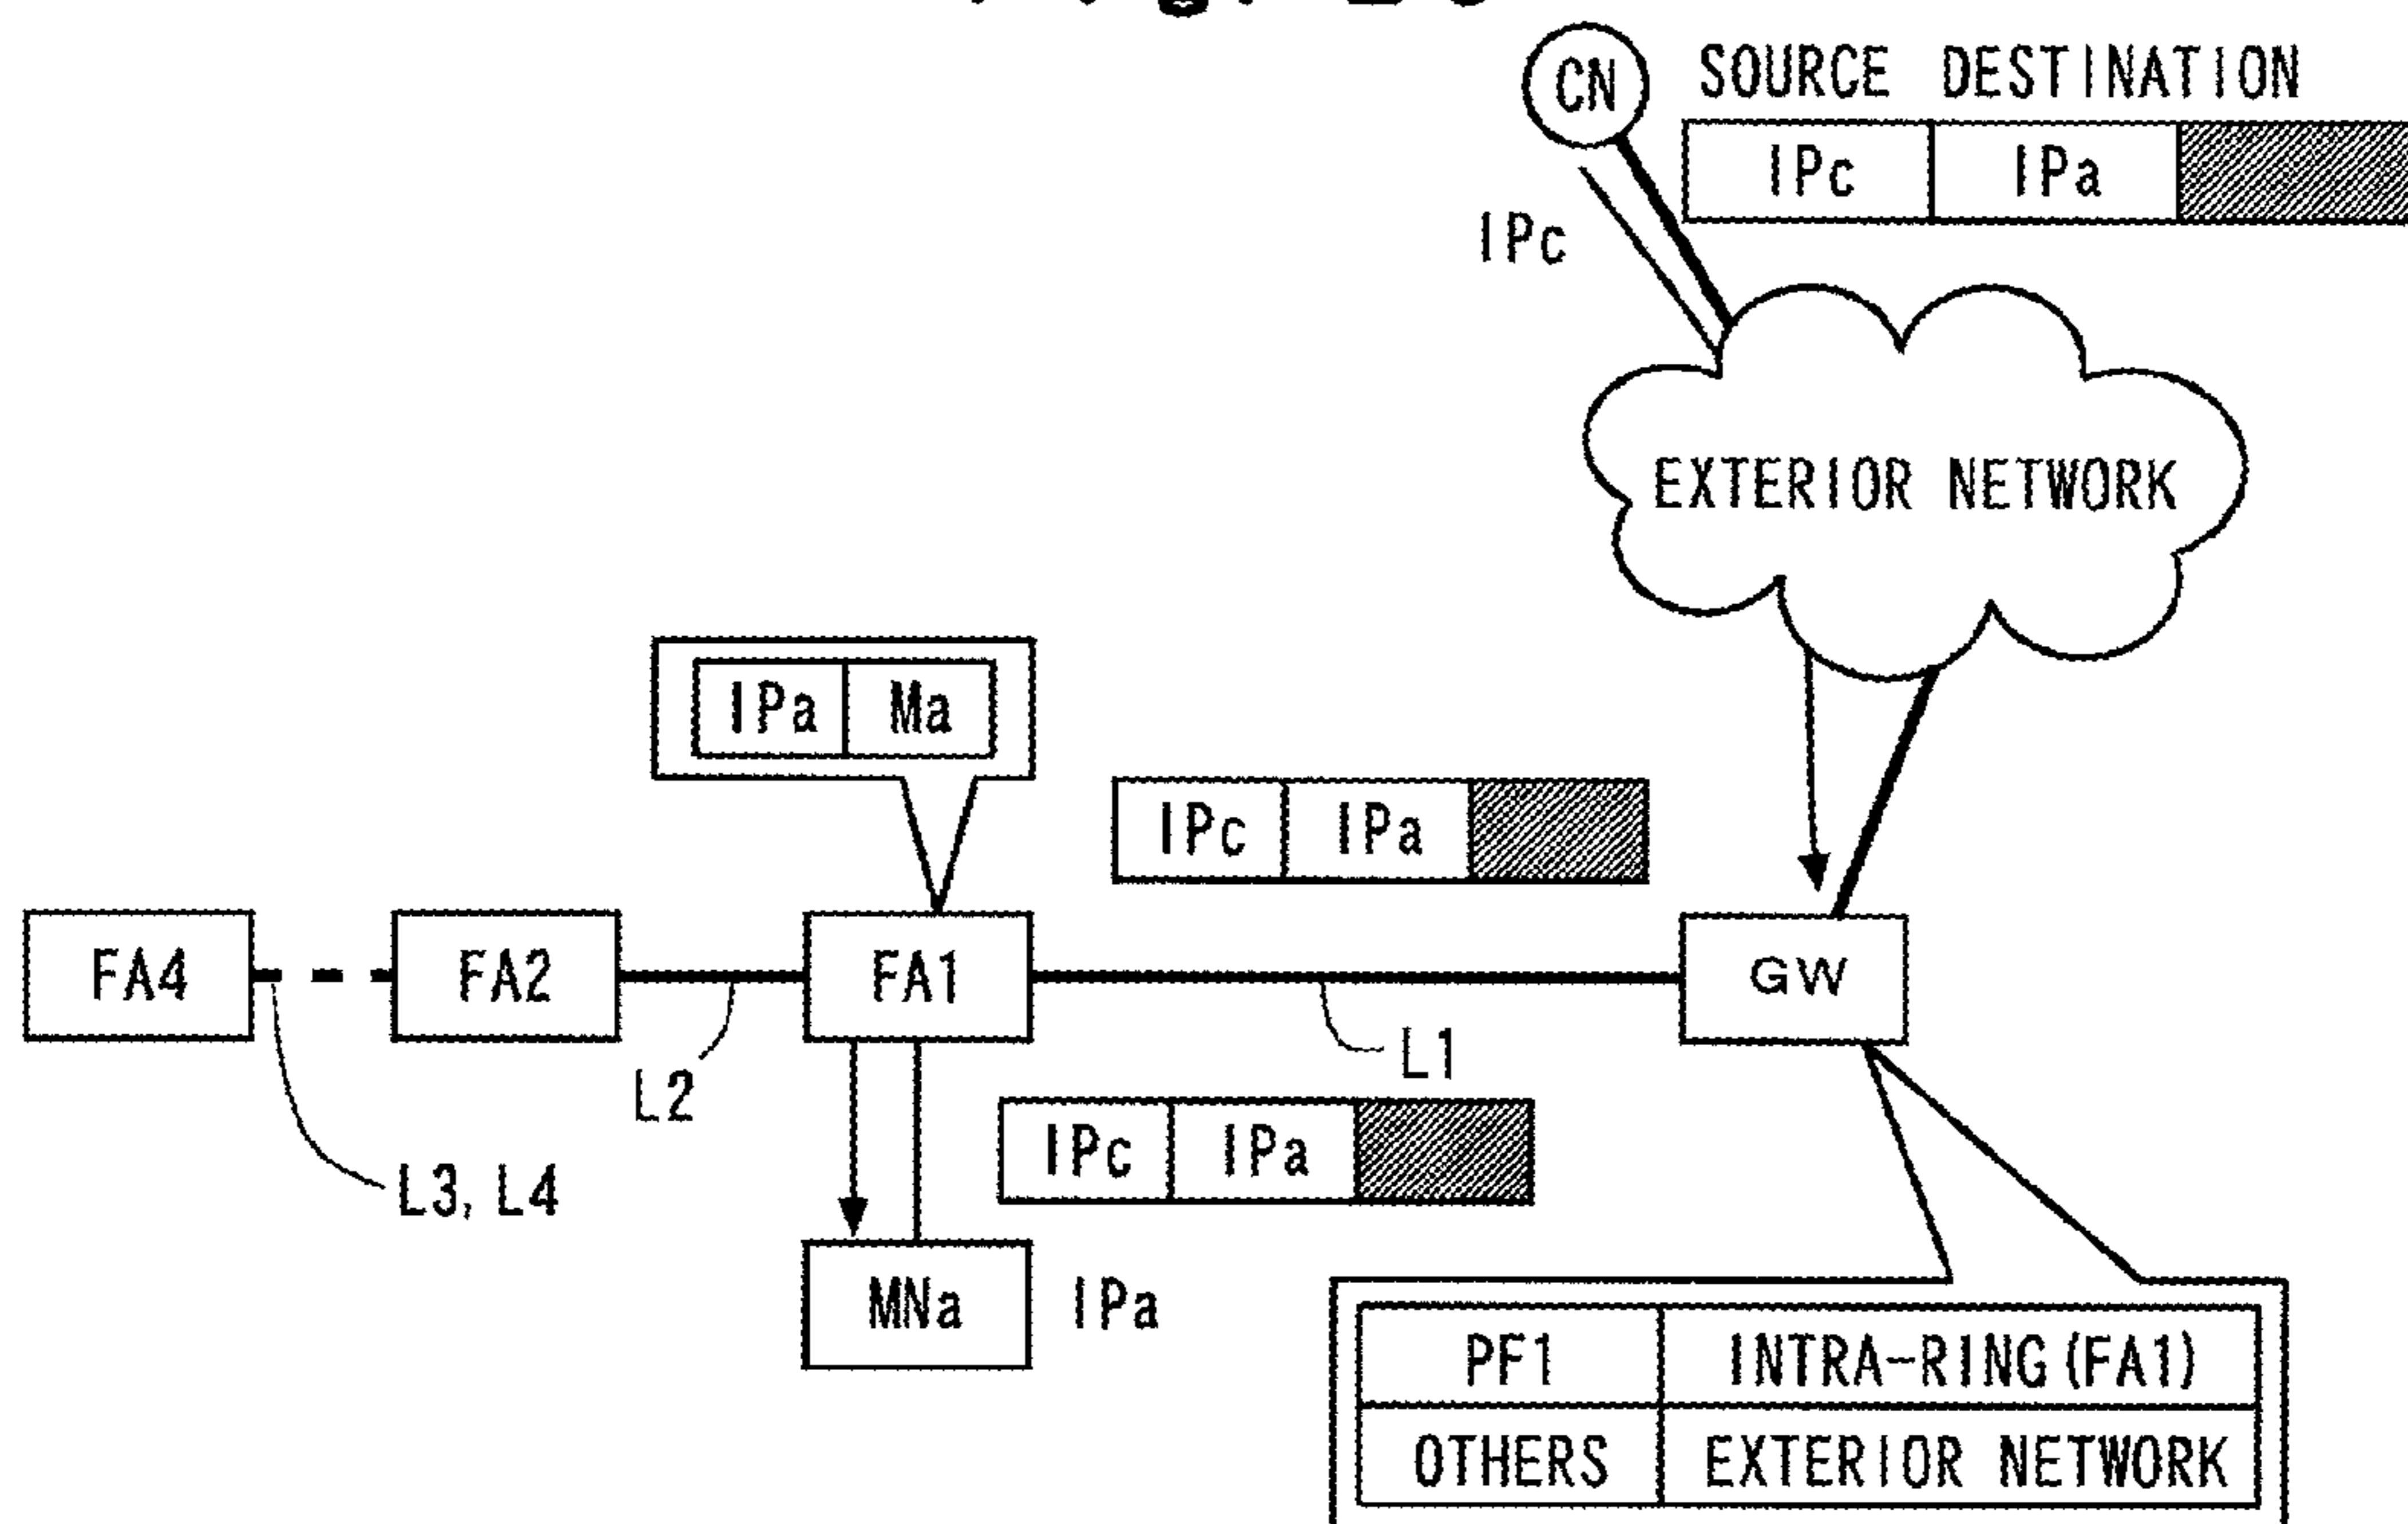 CN
SOURCE DESTINATION
IPc IPa
IPc
EXTERIOR NETWORK
IPa Ma
IPc IPa
FA4
FA2
FA1
GW
L2
L1
L3, L4
IPc IPa
MNa
IPa
PF1 INTRA-RING(FA1)
OTHERS EXTERIOR NETWORK